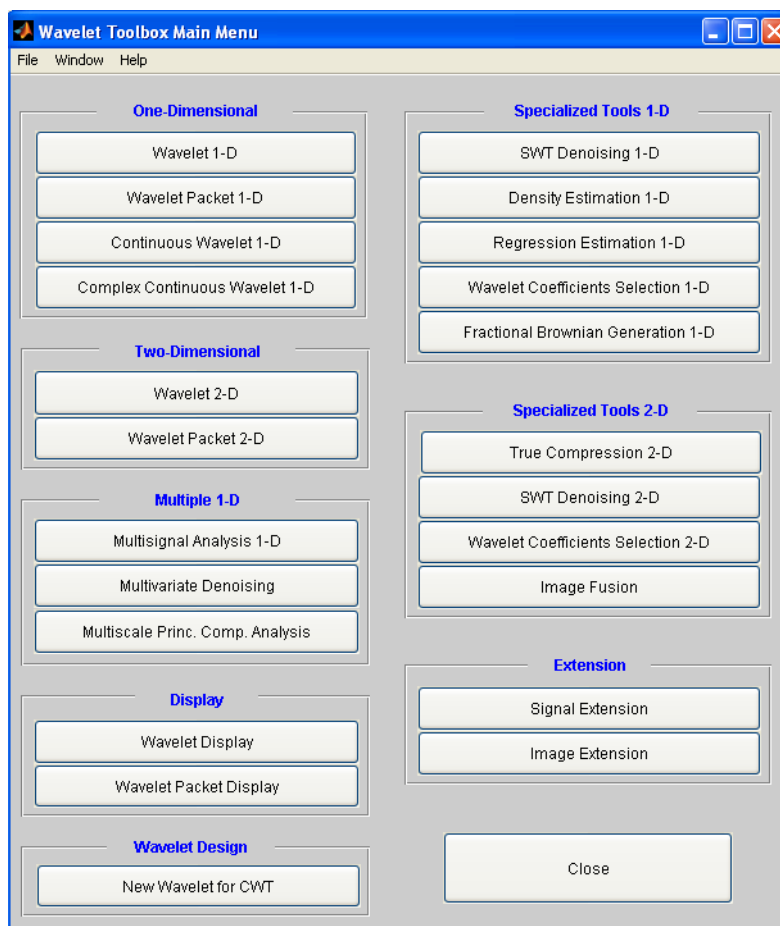 Wavelet Toolbox Main Menu
File Window Help
One-Dimensional
Wavelet 1-D
Wavelet Packet 1-D
Continuous Wavelet 1-D
Complex Continuous Wavelet 1-D
Two-Dimensional
Wavelet 2-D
Wavelet Packet 2-D
Multiple 1-D
Multisignal Analysis 1-D
Multivariate Denoising
Multiscale Princ. Comp. Analysis
Display
Wavelet Display
Wavelet Packet Display
Wavelet Design
New Wavelet for CWT
Specialized Tools 1-D
SWT Denoising 1-D
Density Estimation 1-D
Regression Estimation 1-D
Wavelet Coefficients Selection 1-D
Fractional Brownian Generation 1-D
Specialized Tools 2-D
True Compression 2-D
SWT Denoising 2-D
Wavelet Coefficients Selection 2-D
Image Fusion
Extension
Signal Extension
Image Extension
Close